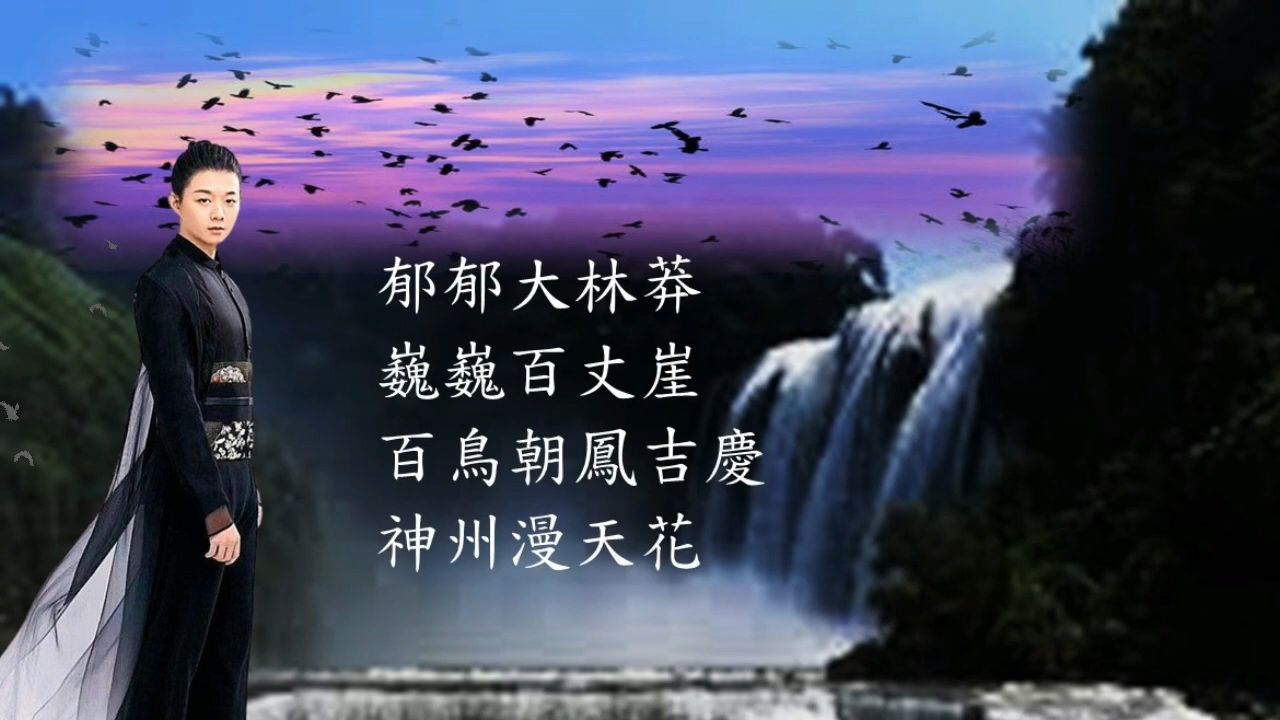 郁郁大林莽
巍巍百丈崖
百鳥朝鳳吉慶
神州漫天花